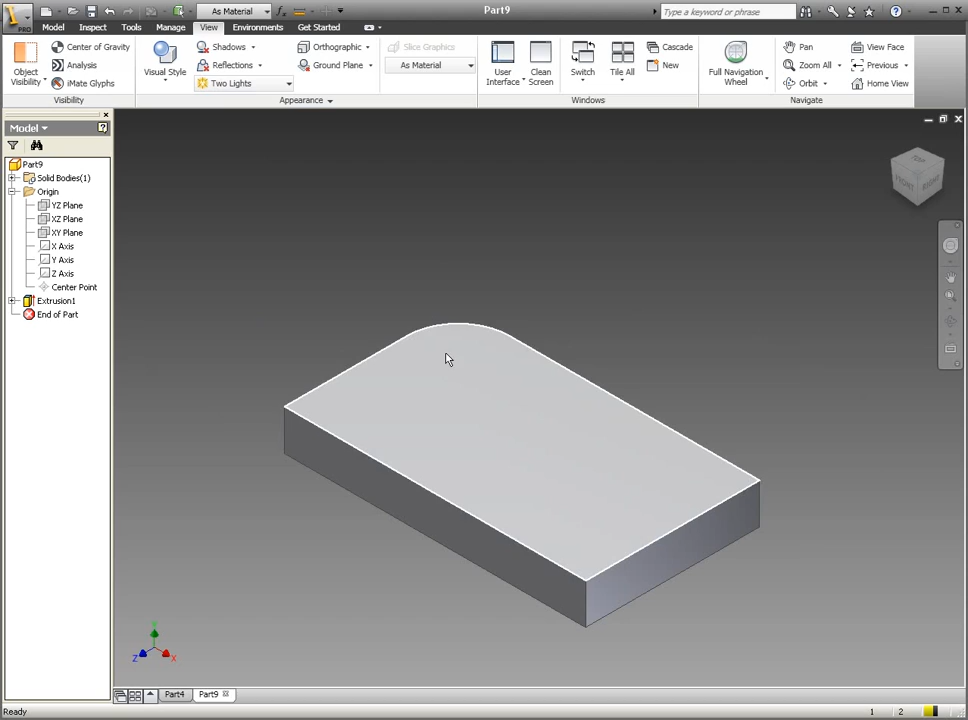 As Material
Part9
Type a keyword or phrase
PRO
Model
Inspect
Tools
Manage
View
Environments
Get Started
Object
Visibility
Center of Gravity
Analysis
iMate Glyphs
Visibility
Visual Style
Shadows
Reflections
Two Lights
Orthographic
Ground Plane
Slice Graphics
As Material
Appearance
User
Interface
Clean
Screen
Switch
Tile All
Cascade
New
Windows
Full Navigation
Wheel
Pan
Zoom All
Orbit
View Face
Previous
Home View
Navigate
Model
Part9
Solid Bodies(1)
Origin
YZ Plane
XZ Plane
XY Plane
X Axis
Y Axis
Z Axis
Center Point
Extrusion1
End of Part
TOP
FRONT
RIGHT
Y
Z
X
Part4
Part9
Ready
1
2